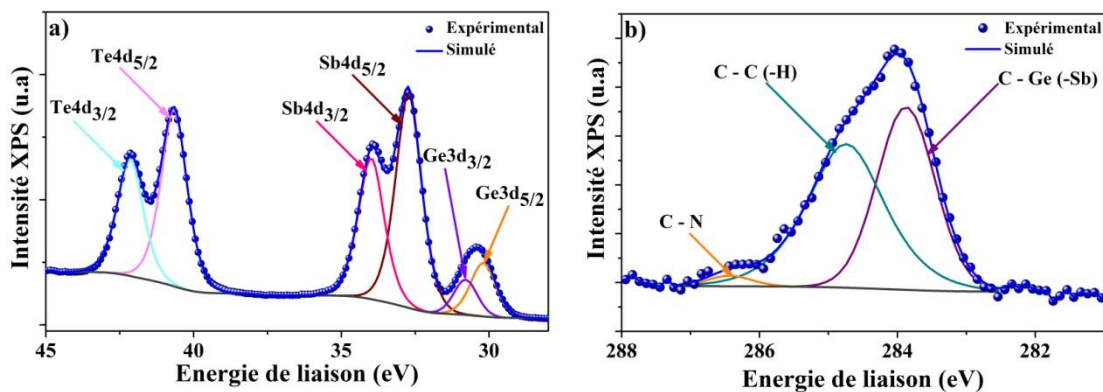 a)
Expérimental
Simulé
Te4d5/2
Te4d3/2
Sb4d5/2
Sb4d3/2
Ge3d3/2
Ge3d5/2
Intensité XPS (u.a)
45 40 35 30
Energie de liaison (eV)
b)
Expérimental
Simulé
C - C (-H)
C - Ge (-Sb)
C - N
Intensité XPS (u.a)
288 286 284 282
Energie de liaison (eV)